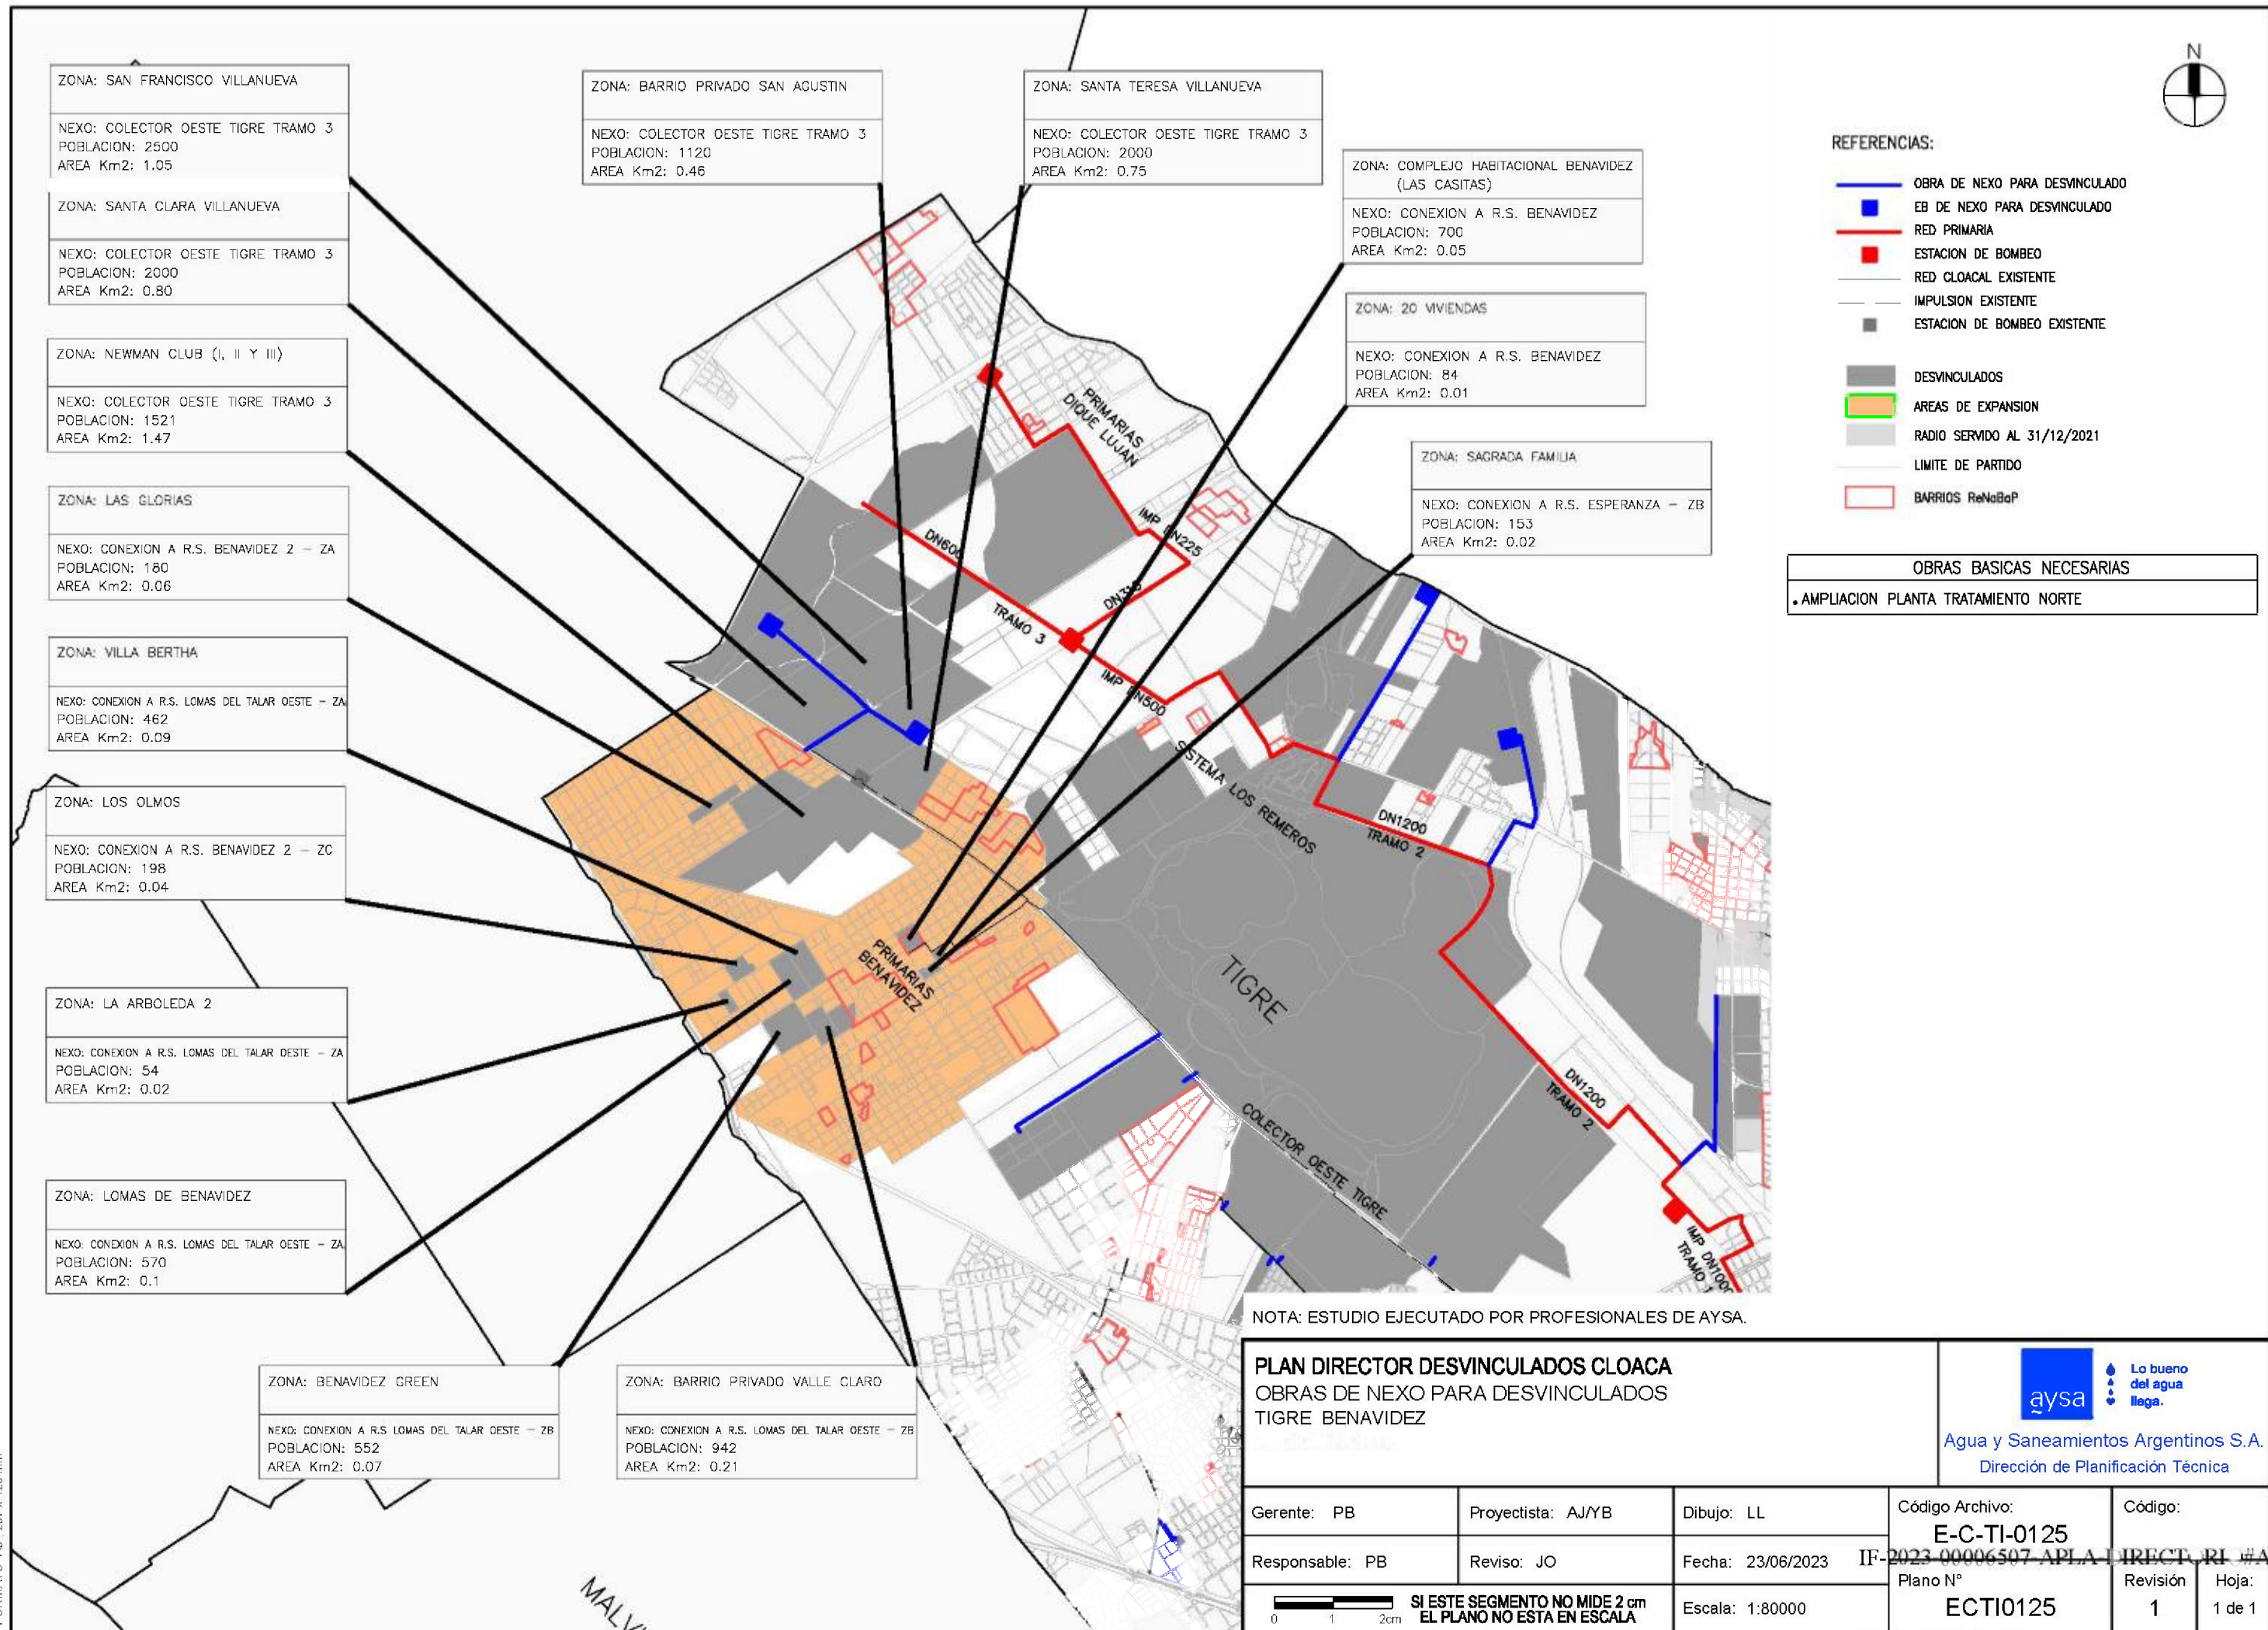 ZONA: SAN FRANCISCO VILLANUEVA
NEXO: COLECTOR OESTE TIGRE TRAMO 3
POBLACION: 2500
AREA Km2: 1.05
ZONA: SANTA CLARA VILLANUEVA
NEXO: COLECTOR OESTE TIGRE TRAMO 3
POBLACION: 2000
AREA Km2: 0.80
ZONA: NEWMAN CLUB (I, II Y III)
NEXO: COLECTOR OESTE TIGRE TRAMO 3
POBLACION: 1521
AREA Km2: 1.47
ZONA: LAS GLORIAS
NEXO: CONEXION A R.S. BENAVIDEZ 2 - ZA
POBLACION: 180
AREA Km2: 0.06
ZONA: VILLA BERTHA
NEXO: CONEXION A R.S. LOMAS DEL TALAR OESTE - ZA
POBLACION: 462
AREA Km2: 0.09
ZONA: LOS OLMOS
NEXO: CONEXION A R.S. BENAVIDEZ 2 - ZC
POBLACION: 198
AREA Km2: 0.04
ZONA: LA ARBOLEDA 2
NEXO: CONEXION A R.S. LOMAS DEL TALAR OESTE - ZA
POBLACION: 54
AREA Km2: 0.02
ZONA: LOMAS DE BENAVIDEZ
NEXO: CONEXION A R.S. LOMAS DEL TALAR OESTE - ZA
POBLACION: 570
AREA Km2: 0.1
ZONA: BENAVIDEZ GREEN
NEXO: CONEXION A R.S LOMAS DEL TALAR OESTE - ZB
POBLACION: 552
AREA Km2: 0.07
ZONA: BARRIO PRIVADO VALLE CLARO
NEXO: CONEXION A R.S. LOMAS DEL TALAR OESTE - ZB
POBLACION: 942
AREA Km2: 0.21
ZONA: BARRIO PRIVADO SAN AGUSTIN
NEXO: COLECTOR OESTE TIGRE TRAMO 3
POBLACION: 1120
AREA Km2: 0.46
ZONA: SANTA TERESA VILLANUEVA
NEXO: COLECTOR OESTE TIGRE TRAMO 3
POBLACION: 2000
AREA Km2: 0.75
ZONA: COMPLEJO HABITACIONAL BENAVIDEZ
(LAS CASITAS)
NEXO: CONEXION A R.S. BENAVIDEZ
POBLACION: 700
AREA Km2: 0.05
ZONA: 20 VIVIENDAS
NEXO: CONEXION A R.S. BENAVIDEZ
POBLACION: 84
AREA Km2: 0.01
ZONA: SAGRADA FAMILIA
NEXO: CONEXION A R.S. ESPERANZA - ZB
POBLACION: 153
AREA Km2: 0.02
N
REFERENCIAS:
OBRA DE NEXO PARA DESVINCULADO
EB DE NEXO PARA DESVINCULADO
RED PRIMARIA
ESTACION DE BOMBEO
RED CLOACAL EXISTENTE
IMPULSION EXISTENTE
ESTACION DE BOMBEO EXISTENTE
DESVINCULADOS
AREAS DE EXPANSION
RADIO SERVIDO AL 31/12/2021
LIMITE DE PARTIDO
BARRIOS ReNaBaP
OBRAS BASICAS NECESARIAS
. AMPLIACION PLANTA TRATAMIENTO NORTE
PRIMARIAS
DIQUE LUJAN
IMP DN225
DN600
TRAMO 3
IMP DN500
SISTEMA LOS REMEROS
DN1200
TRAMO 2
PRIMARIAS
BENAVIDEZ
TIGRE
COLECTOR OESTE TIGRE
DN1200
TRAMO 2
IMP DN1000
TRAMO 1
NOTA: ESTUDIO EJECUTADO POR PROFESIONALES DE AYSA.
PLAN DIRECTOR DESVINCULADOS CLOACA
OBRAS DE NEXO PARA DESVINCULADOS
TIGRE BENAVIDEZ
aysa
Lo bueno
del agua
llega.
Agua y Saneamientos Argentinos S.A.
Dirección de Planificación Técnica
Gerente: PB
Proyectista: AJ/YB
Dibujo: LL
Código Archivo:
E-C-TI-0125
Código:
Responsable: PB
Reviso: JO
Fecha: 23/06/2023
IF-2023-00006507-APLA-DIRECTORI
Plano N°
ECTI0125
Revisión
1
Hoja:
1 de 1
0 1 2cm
SI ESTE SEGMENTO NO MIDE 2 cm
EL PLANO NO ESTA EN ESCALA
Escala: 1:80000